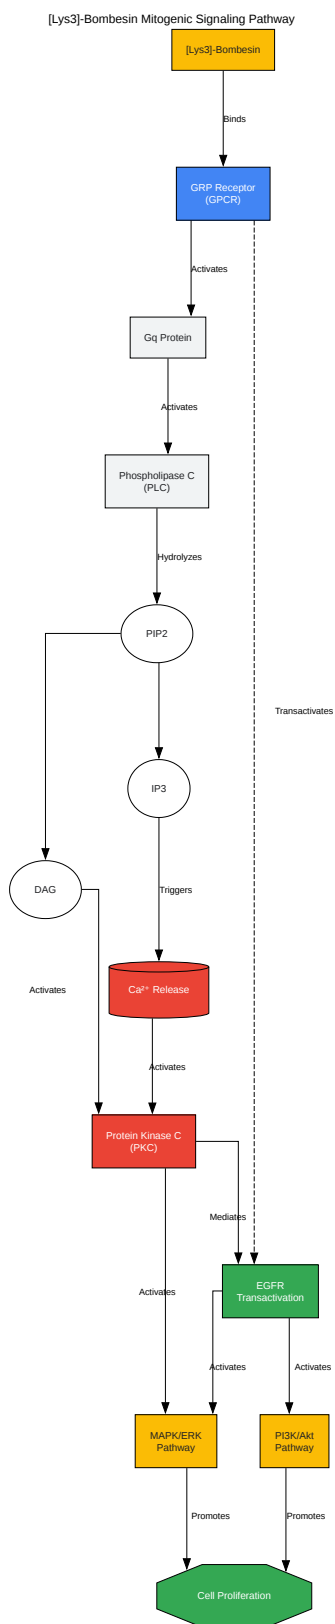 [Lys3]-Bombesin Mitogenic Signaling Pathway
[Lys3]-Bombesin
Binds
GRP Receptor
(GPCR)
Activates
Gq Protein
Activates
Phospholipase C
(PLC)
Hydrolyzes
PIP2
Transactivates
IP3
DAG
Triggers
Ca²⁺ Release
Activates
Activates
Protein Kinase C
(PKC)
Mediates
EGFR
Transactivation
Activates
Activates
Activates
MAPK/ERK
Pathway
PI3K/Akt
Pathway
Promotes
Promotes
Cell Proliferation